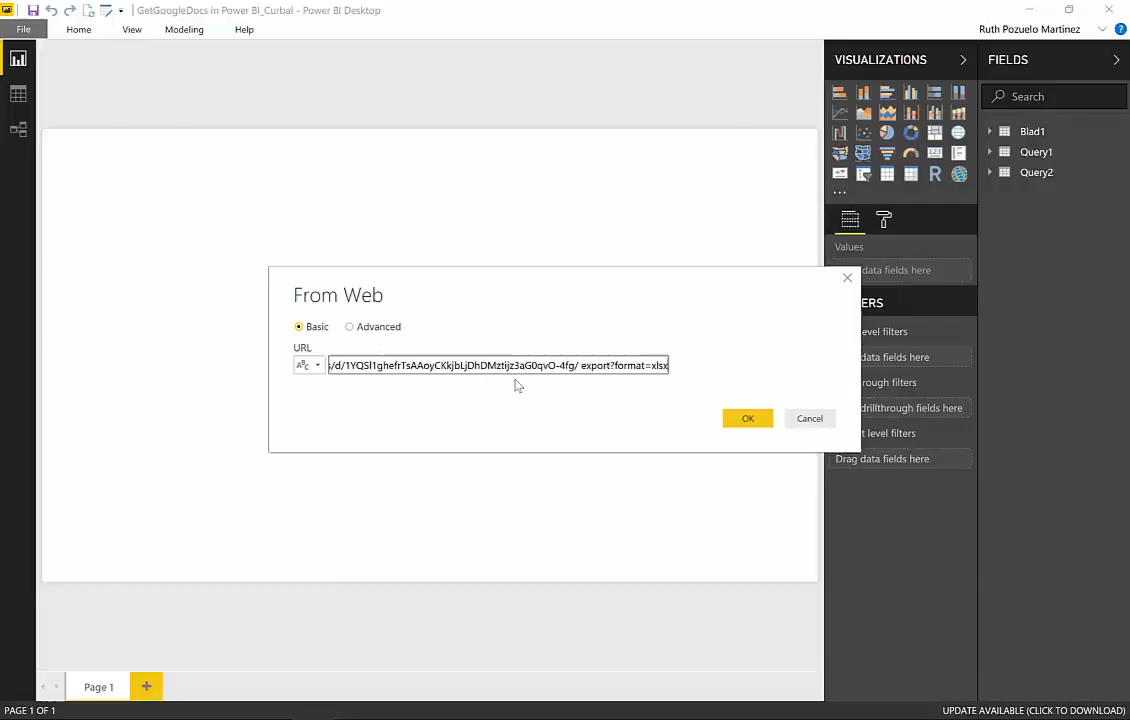 GetGoogleDocs in Power BI_Curbal - Power BI Desktop
File Home View Modeling Help
Ruth Pozuelo Martinez
VISUALIZATIONS
FIELDS
Search
Blad1
Query1
Query2
Values
data fields here
ERS
evel filters
data fields here
rough filters
drillthrough fields here
t level filters
Drag data fields here
From Web
Basic Advanced
URL
ABC
/d/1YQSl1ghefrTsAAoyCKkjbLjDhDMztijz3aG0qvO-4fg/ export?format=xlsx
OK Cancel
Page 1
PAGE 1 OF 1
UPDATE AVAILABLE (CLICK TO DOWNLOAD)